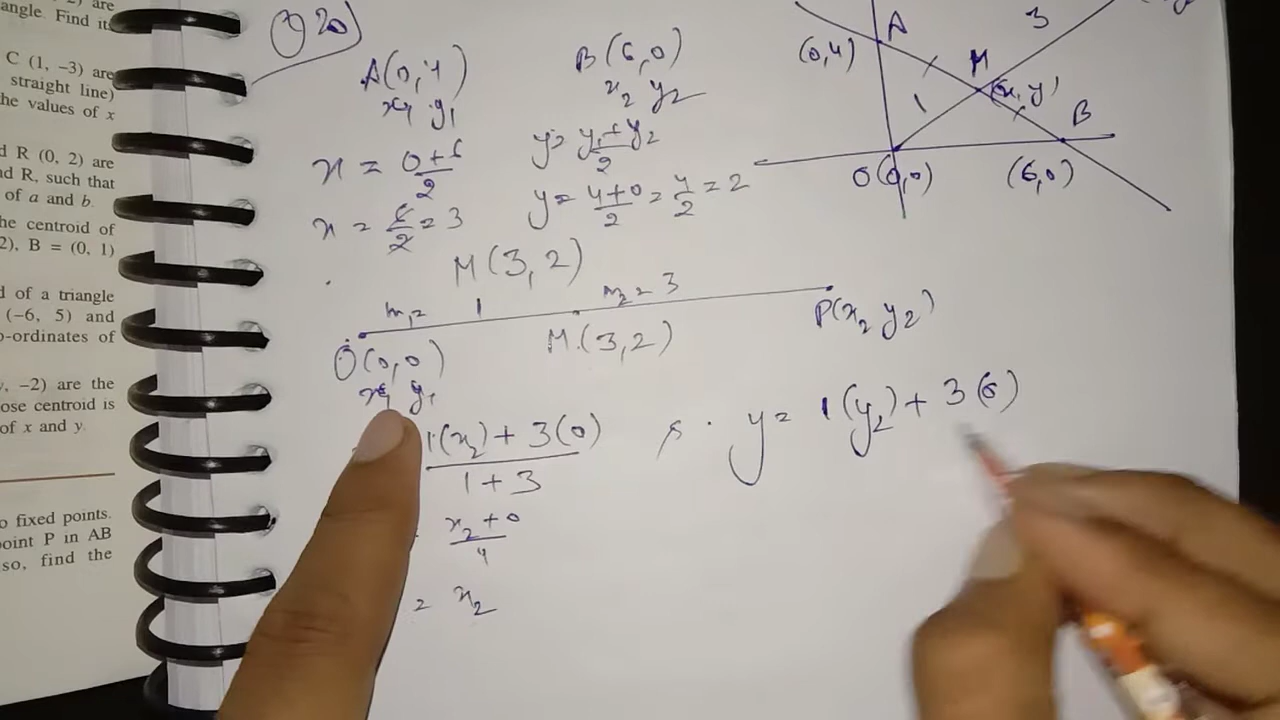 angle. Find its
C (1, –3) are
straight line)
the values of x
d R (0, 2) are
nd R, such that
of a and b.
he centroid of
2), B = (0, 1)
d of a triangle
(–6, 5) and
o-ordinates of
, –2) are the
ose centroid is
of x and y.
o fixed points.
point P in AB
so, find the
Q 20
A(0,4) B(6,0)
x1 y1 x2 y2
x = 0+6/2 y = y1+y2/2
x = 6/2 = 3 y = 4+0/2 = 4/2 = 2
M(3,2)
A
(0,4)
3
M
(x,y)
1
B
O(0,0) (6,0)
m1= 1 m2 = 3
O(0,0) M(3,2) P(x2 y2)
x1 y1
1(x2) + 3(0)/1+3 y = 1(y2) + 3(0)
x2+0/4
= x2